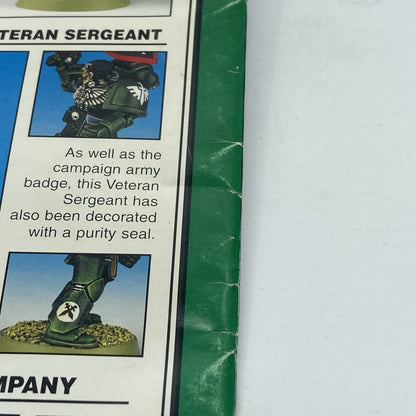 TERAN SERGEANT
As well as the
campaign army
badge, this Veteran
Sergeant has
also been decorated
with a purity seal.
MPANY